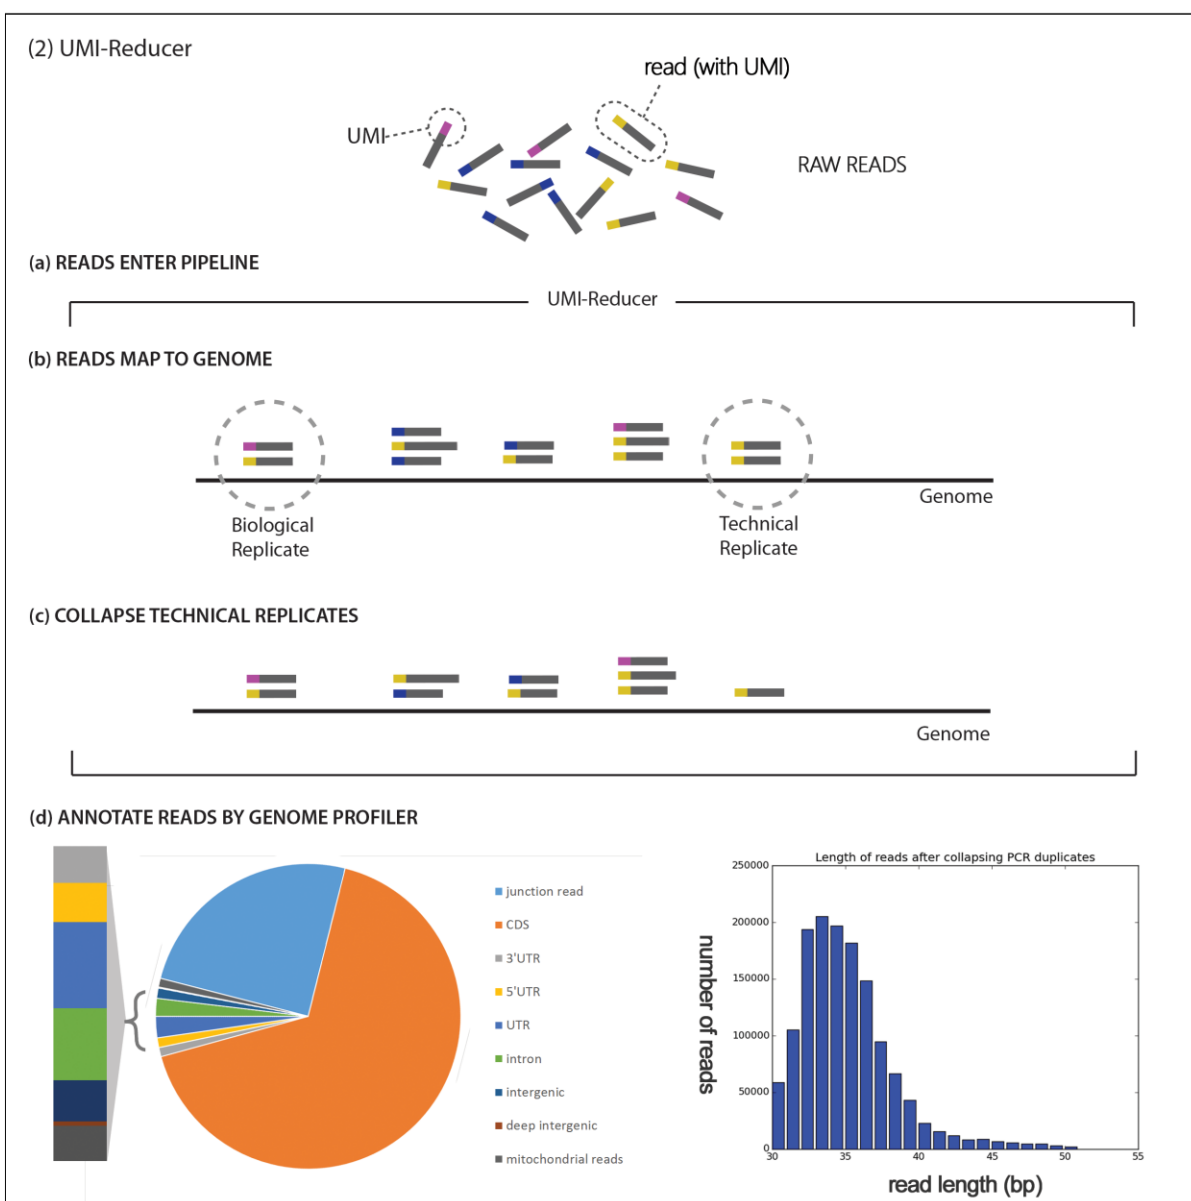 (2) UMI-Reducer
read (with UMI)
UMI
RAW READS
(a) READS ENTER PIPELINE
UMI-Reducer
(b) READS MAP TO GENOME
Genome
Biological
Replicate
Technical
Replicate
(c) COLLAPSE TECHNICAL REPLICATES
Genome
(d) ANNOTATE READS BY GENOME PROFILER
junction read
CDS
3'UTR
5'UTR
UTR
intron
intergenic
deep intergenic
mitochondrial reads
Length of reads after collapsing PCR duplicates
number of reads
250000
200000
150000
100000
50000
0
30 35 40 45 50 55
read length (bp)